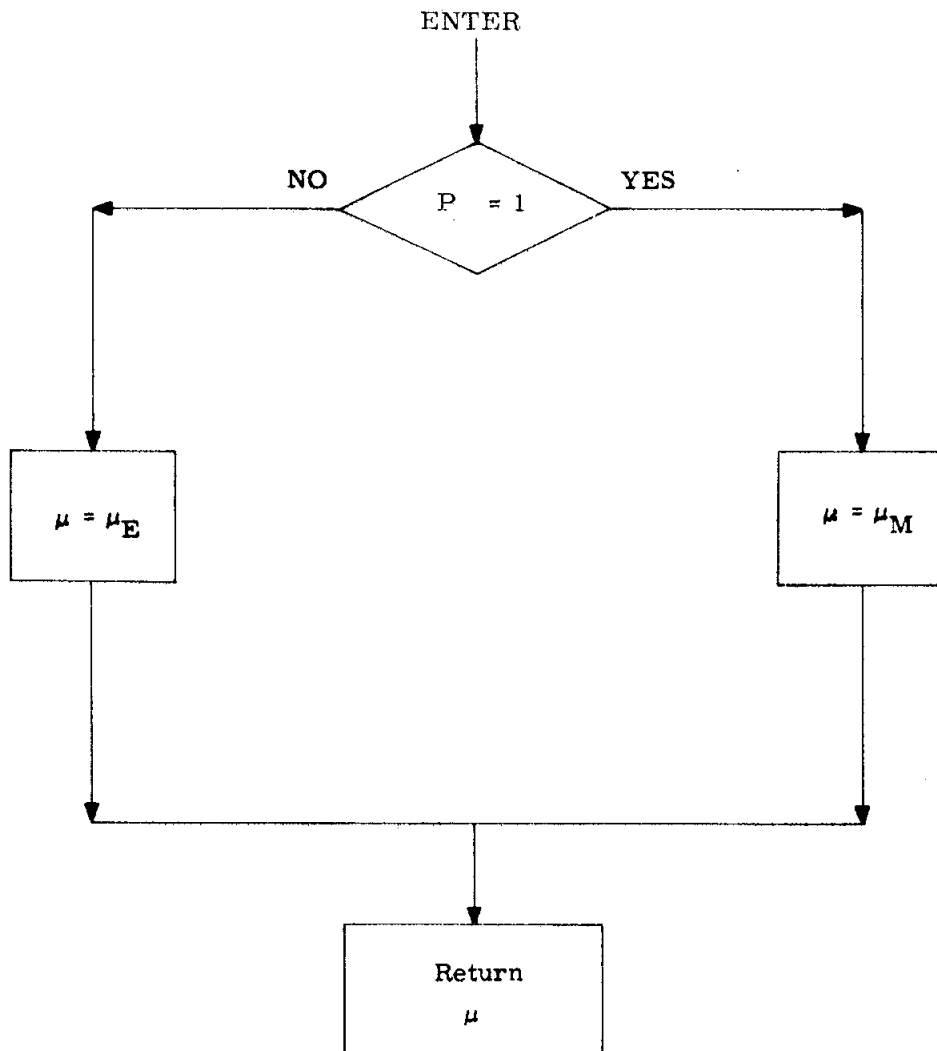 ENTER
NO
P = 1
YES
μ = μE
μ = μM
Return
μ